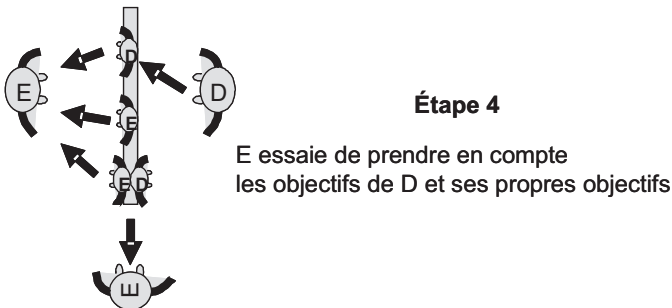 D
E
D
E
E D
E
Étape 4
E essaie de prendre en compte
les objectifs de D et ses propres objectifs